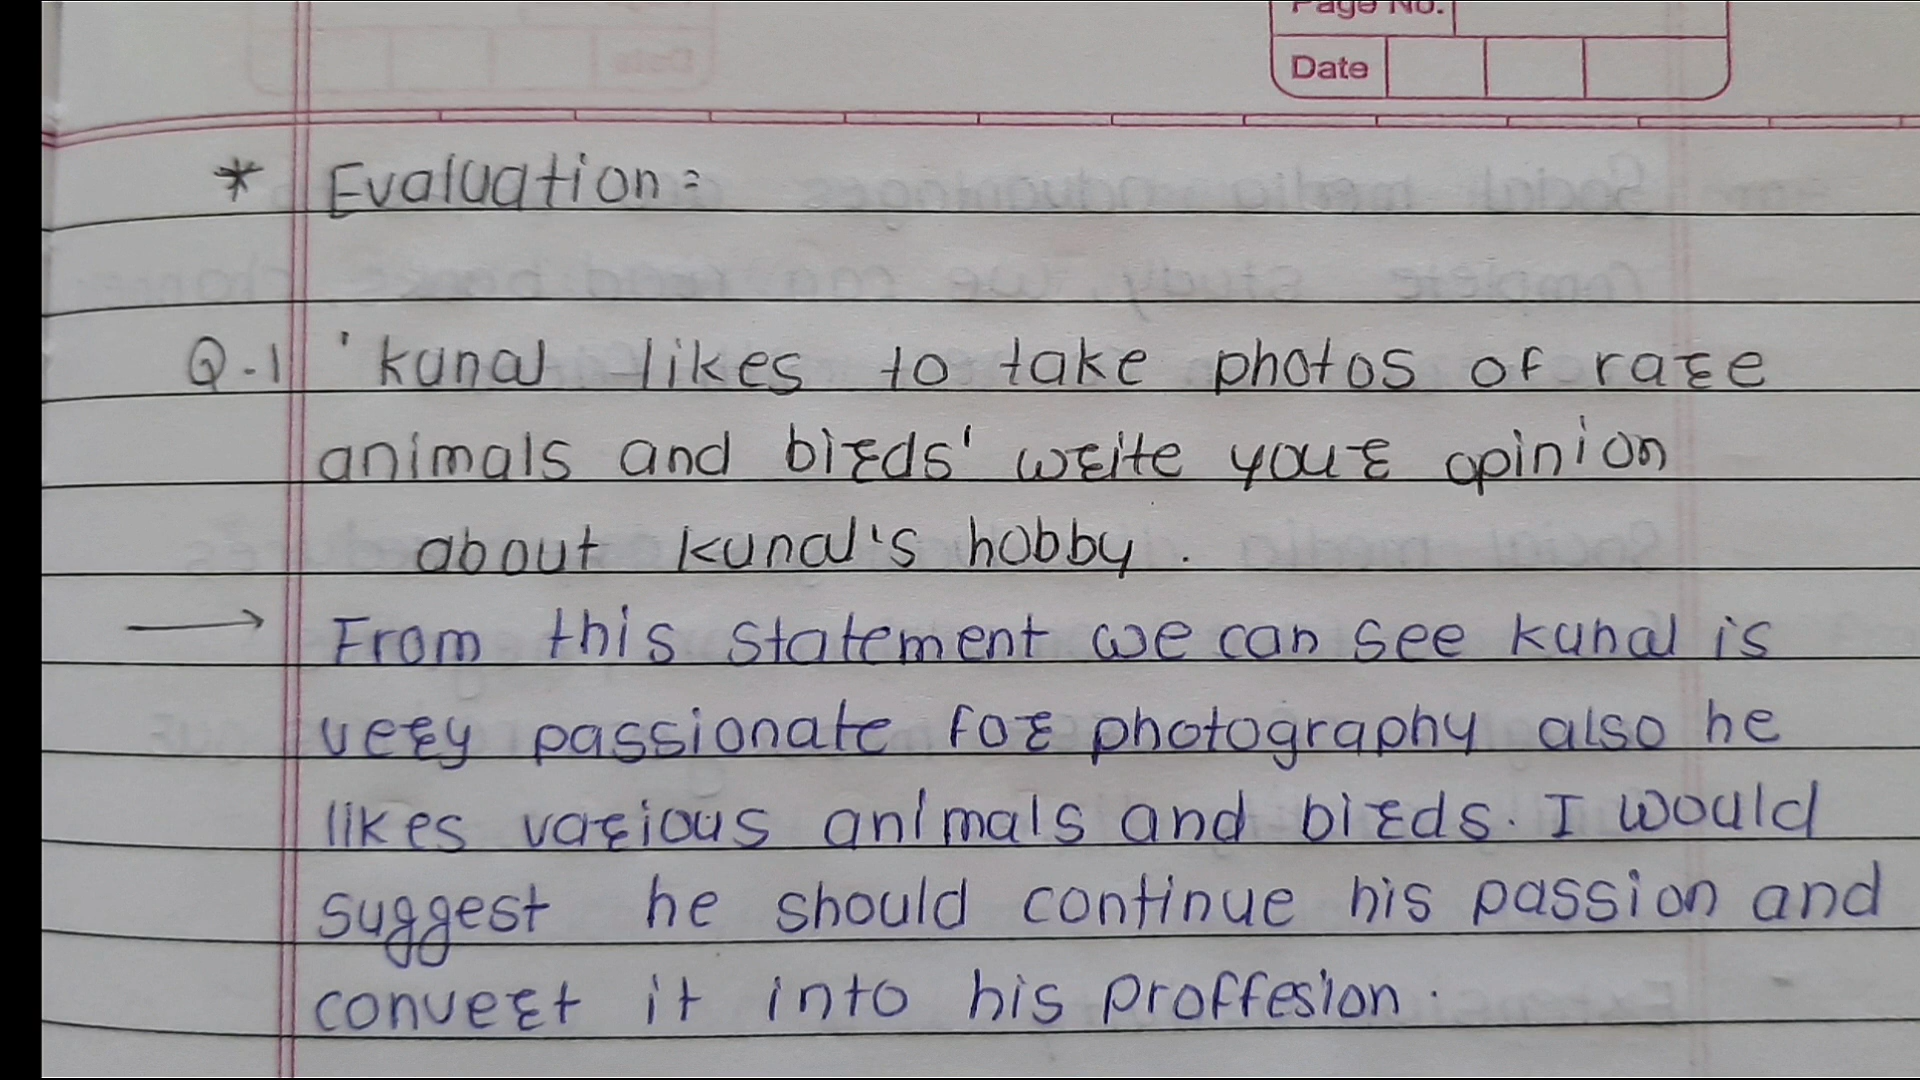 Page No.
Date
* Evaluation:
Q.1 'kunal likes to take photos of rare
animals and birds' write your opinion
about kunal's hobby.
→ From this statement we can see kunal is
very passionate for photography also he
likes various animals and birds. I would
suggest he should continue his passion and
convert it into his proffesion.